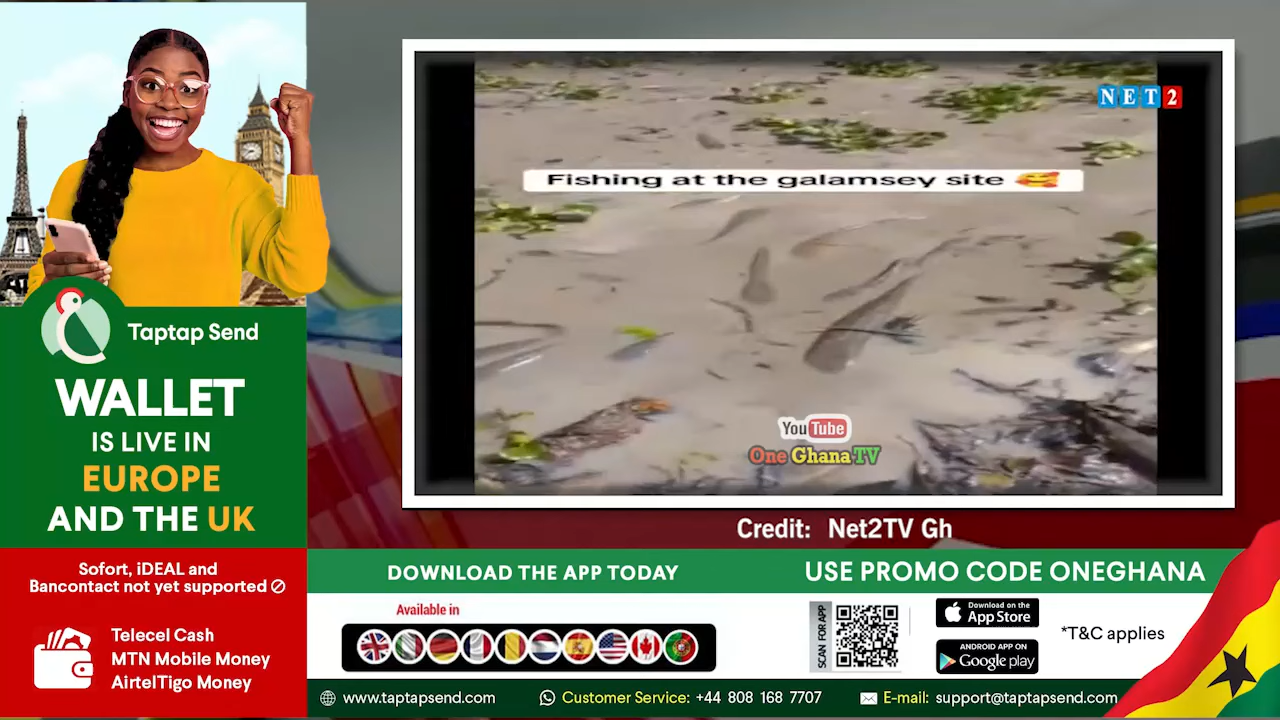 Taptap Send
WALLET
IS LIVE IN
EUROPE
AND THE UK
Sofort, iDEAL and
Bancontact not yet supported
Telecel Cash
MTN Mobile Money
AirtelTigo Money
NET2
Fishing at the galamsey site
YouTube
One Ghana TV
Credit: Net2TV Gh
DOWNLOAD THE APP TODAY
USE PROMO CODE ONEGHANA
Available in
SCAN FOR APP
Download on the
App Store
ANDROID APP ON
Google play
*T&C applies
www.taptapsend.com
Customer Service: +44 808 168 7707
E-mail: support@taptapsend.com